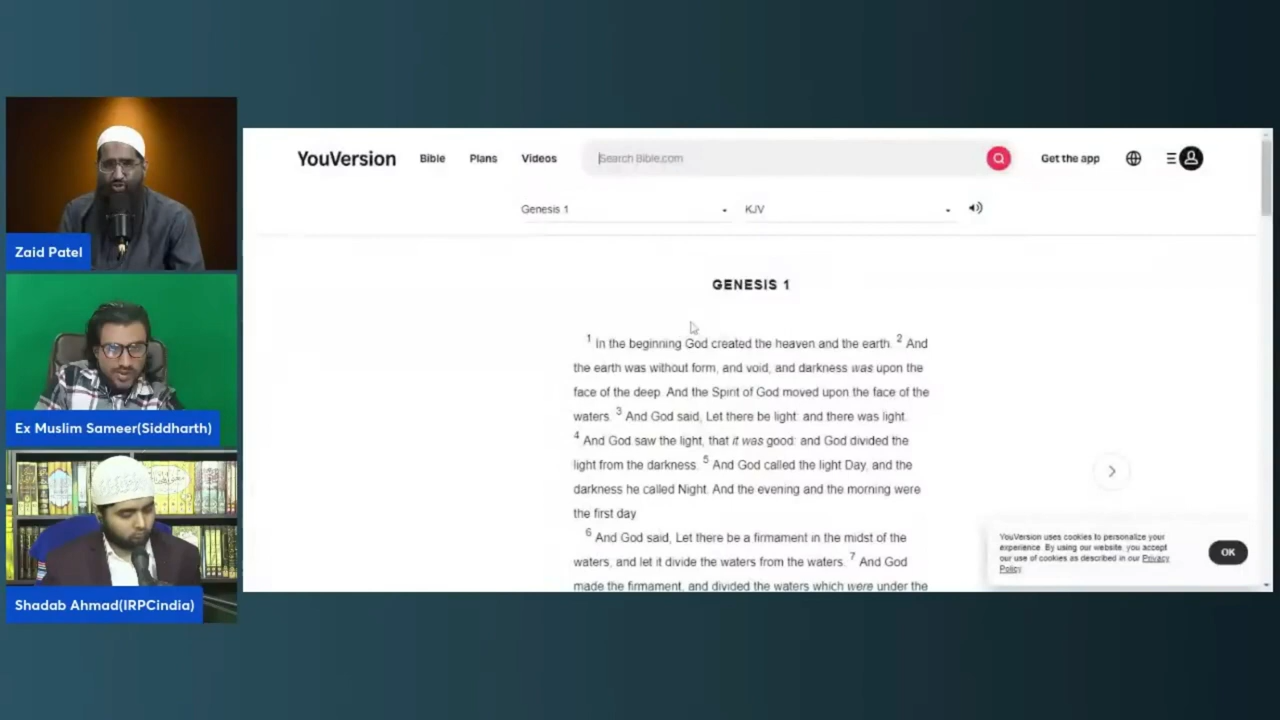 Zaid Patel
Ex Muslim Sameer(Siddharth)
Shadab Ahmad(IRPCindia)
YouVersion Bible Plans Videos Search Bible.com Get the app
Genesis 1 KJV
GENESIS 1
1 In the beginning God created the heaven and the earth. 2 And
the earth was without form, and void, and darkness was upon the
face of the deep. And the Spirit of God moved upon the face of the
waters. 3 And God said, Let there be light: and there was light.
4 And God saw the light, that it was good: and God divided the
light from the darkness. 5 And God called the light Day, and the
darkness he called Night. And the evening and the morning were
the first day.
6 And God said, Let there be a firmament in the midst of the
waters, and let it divide the waters from the waters. 7 And God
made the firmament, and divided the waters which were under the
YouVersion uses cookies to personalize your
experience. By using our website, you accept
our use of cookies as described in our Privacy
Policy.
OK